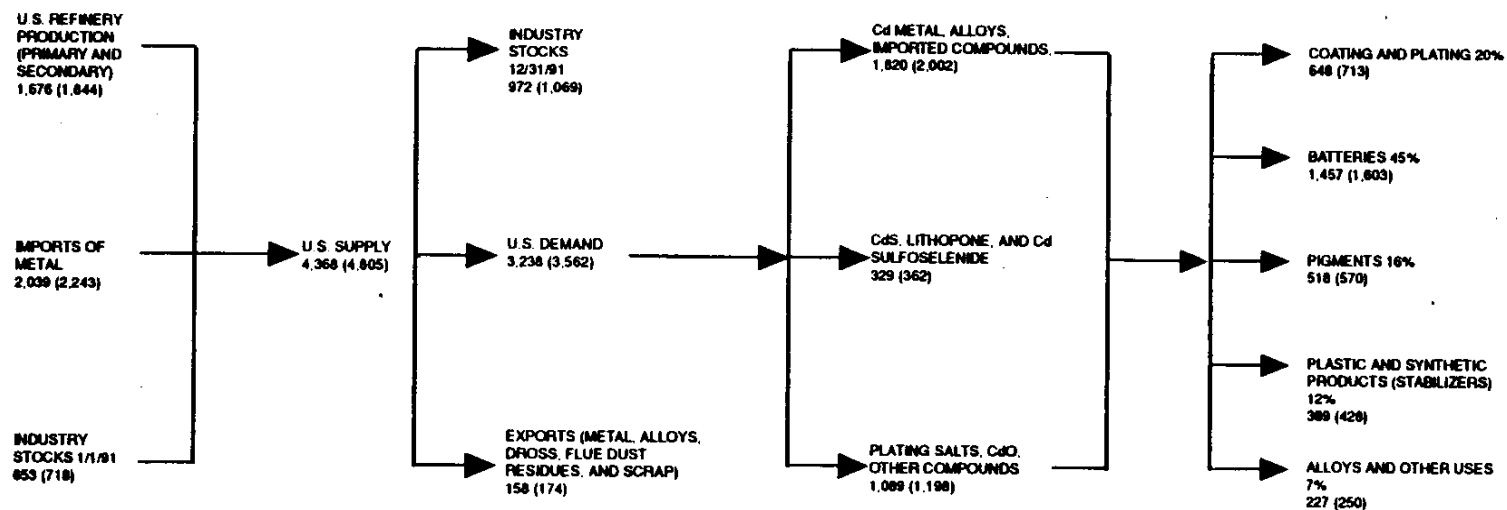 U.S. REFINERY
PRODUCTION
(PRIMARY AND
SECONDARY)
1,676 (1,844)
IMPORTS OF
METAL
2,039 (2,243)
INDUSTRY
STOCKS 1/1/91
653 (718)
U.S. SUPPLY
4,368 (4,805)
INDUSTRY
STOCKS
12/31/91
972 (1,069)
U.S. DEMAND
3,238 (3,562)
EXPORTS (METAL, ALLOYS,
DROSS, FLUE DUST
RESIDUES, AND SCRAP)
158 (174)
Cd METAL, ALLOYS,
IMPORTED COMPOUNDS,
1,820 (2,002)
CdS, LITHOPONE, AND Cd
SULFOSELENIDE
329 (362)
PLATING SALTS, CdO,
OTHER COMPOUNDS
1,089 (1,198)
COATING AND PLATING 20%
648 (713)
BATTERIES 45%
1,457 (1,603)
PIGMENTS 16%
518 (570)
PLASTIC AND SYNTHETIC
PRODUCTS (STABILIZERS)
12%
389 (428)
ALLOYS AND OTHER USES
7%
227 (250)